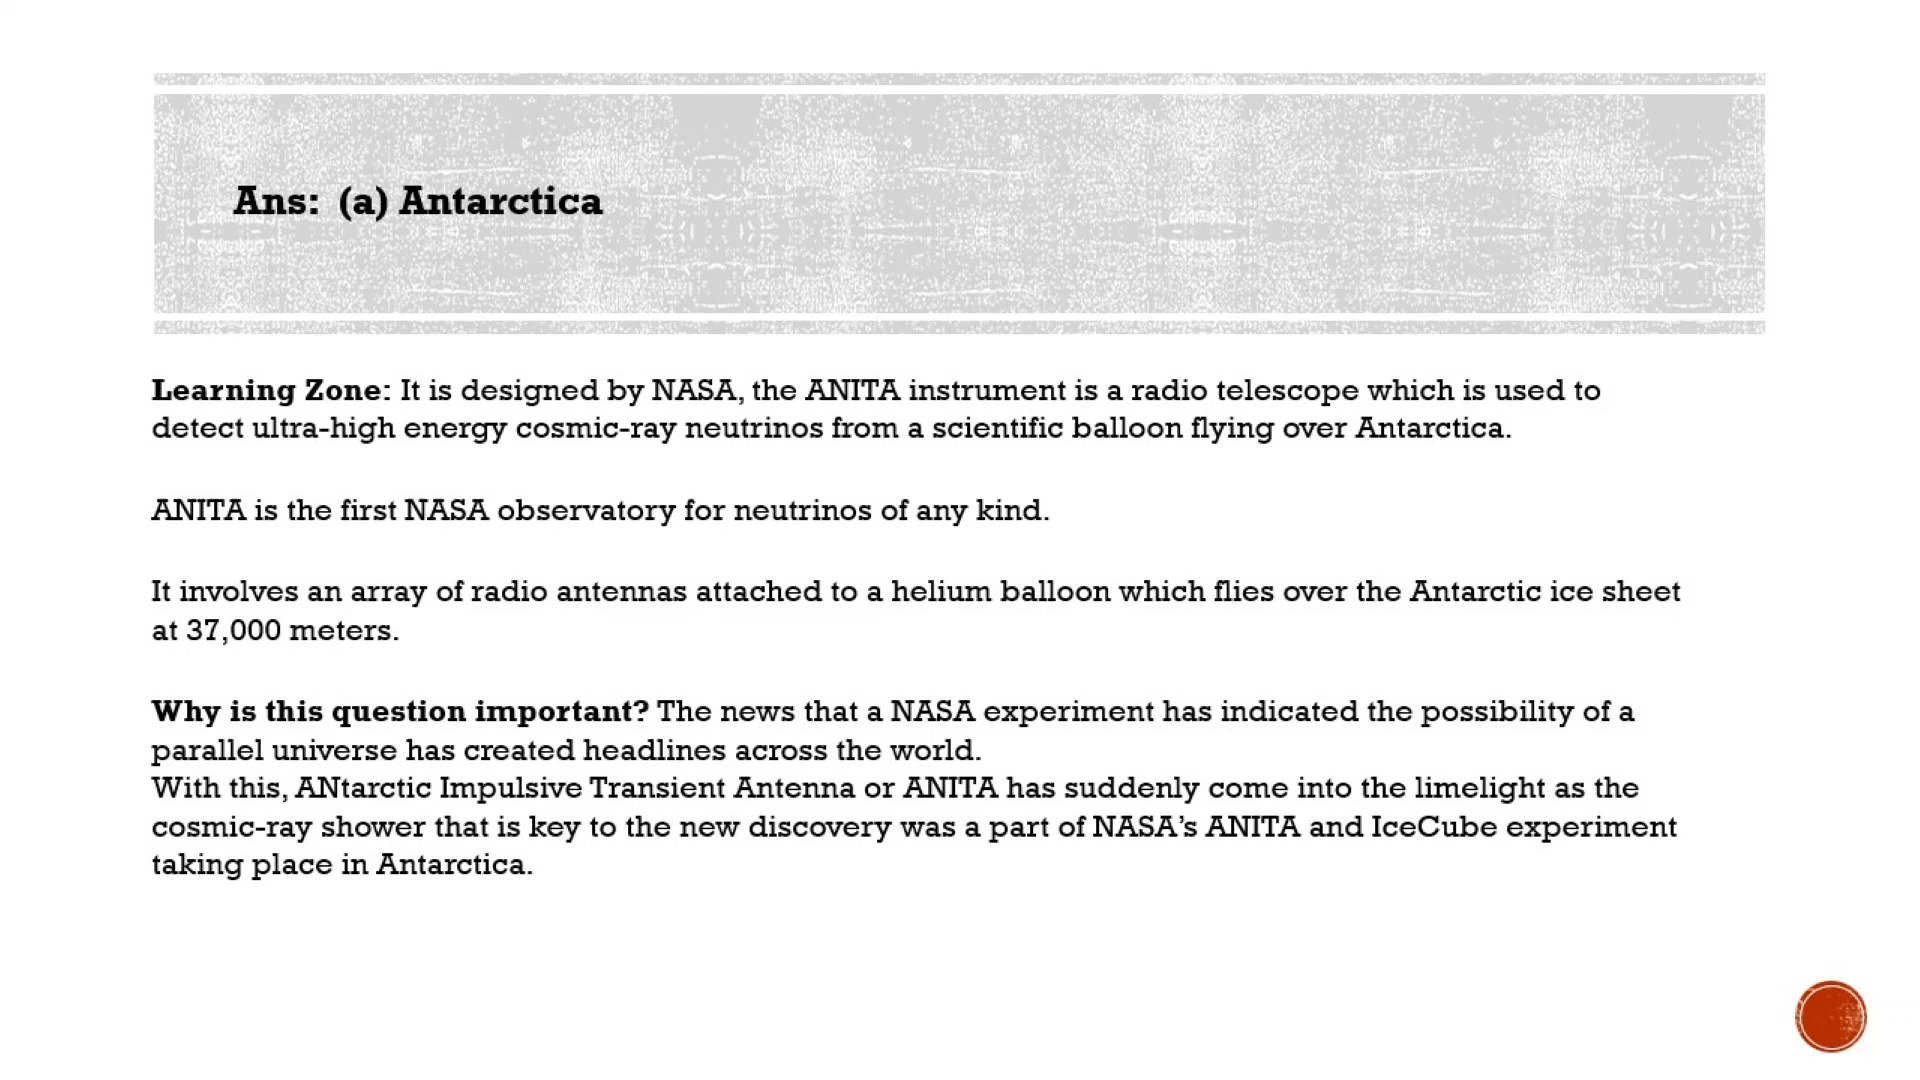 Ans: (a) Antarctica
Learning Zone: It is designed by NASA, the ANITA instrument is a radio telescope which is used to
detect ultra-high energy cosmic-ray neutrinos from a scientific balloon flying over Antarctica.
ANITA is the first NASA observatory for neutrinos of any kind.
It involves an array of radio antennas attached to a helium balloon which flies over the Antarctic ice sheet
at 37,000 meters.
Why is this question important? The news that a NASA experiment has indicated the possibility of a
parallel universe has created headlines across the world.
With this, ANtarctic Impulsive Transient Antenna or ANITA has suddenly come into the limelight as the
cosmic-ray shower that is key to the new discovery was a part of NASA’s ANITA and IceCube experiment
taking place in Antarctica.